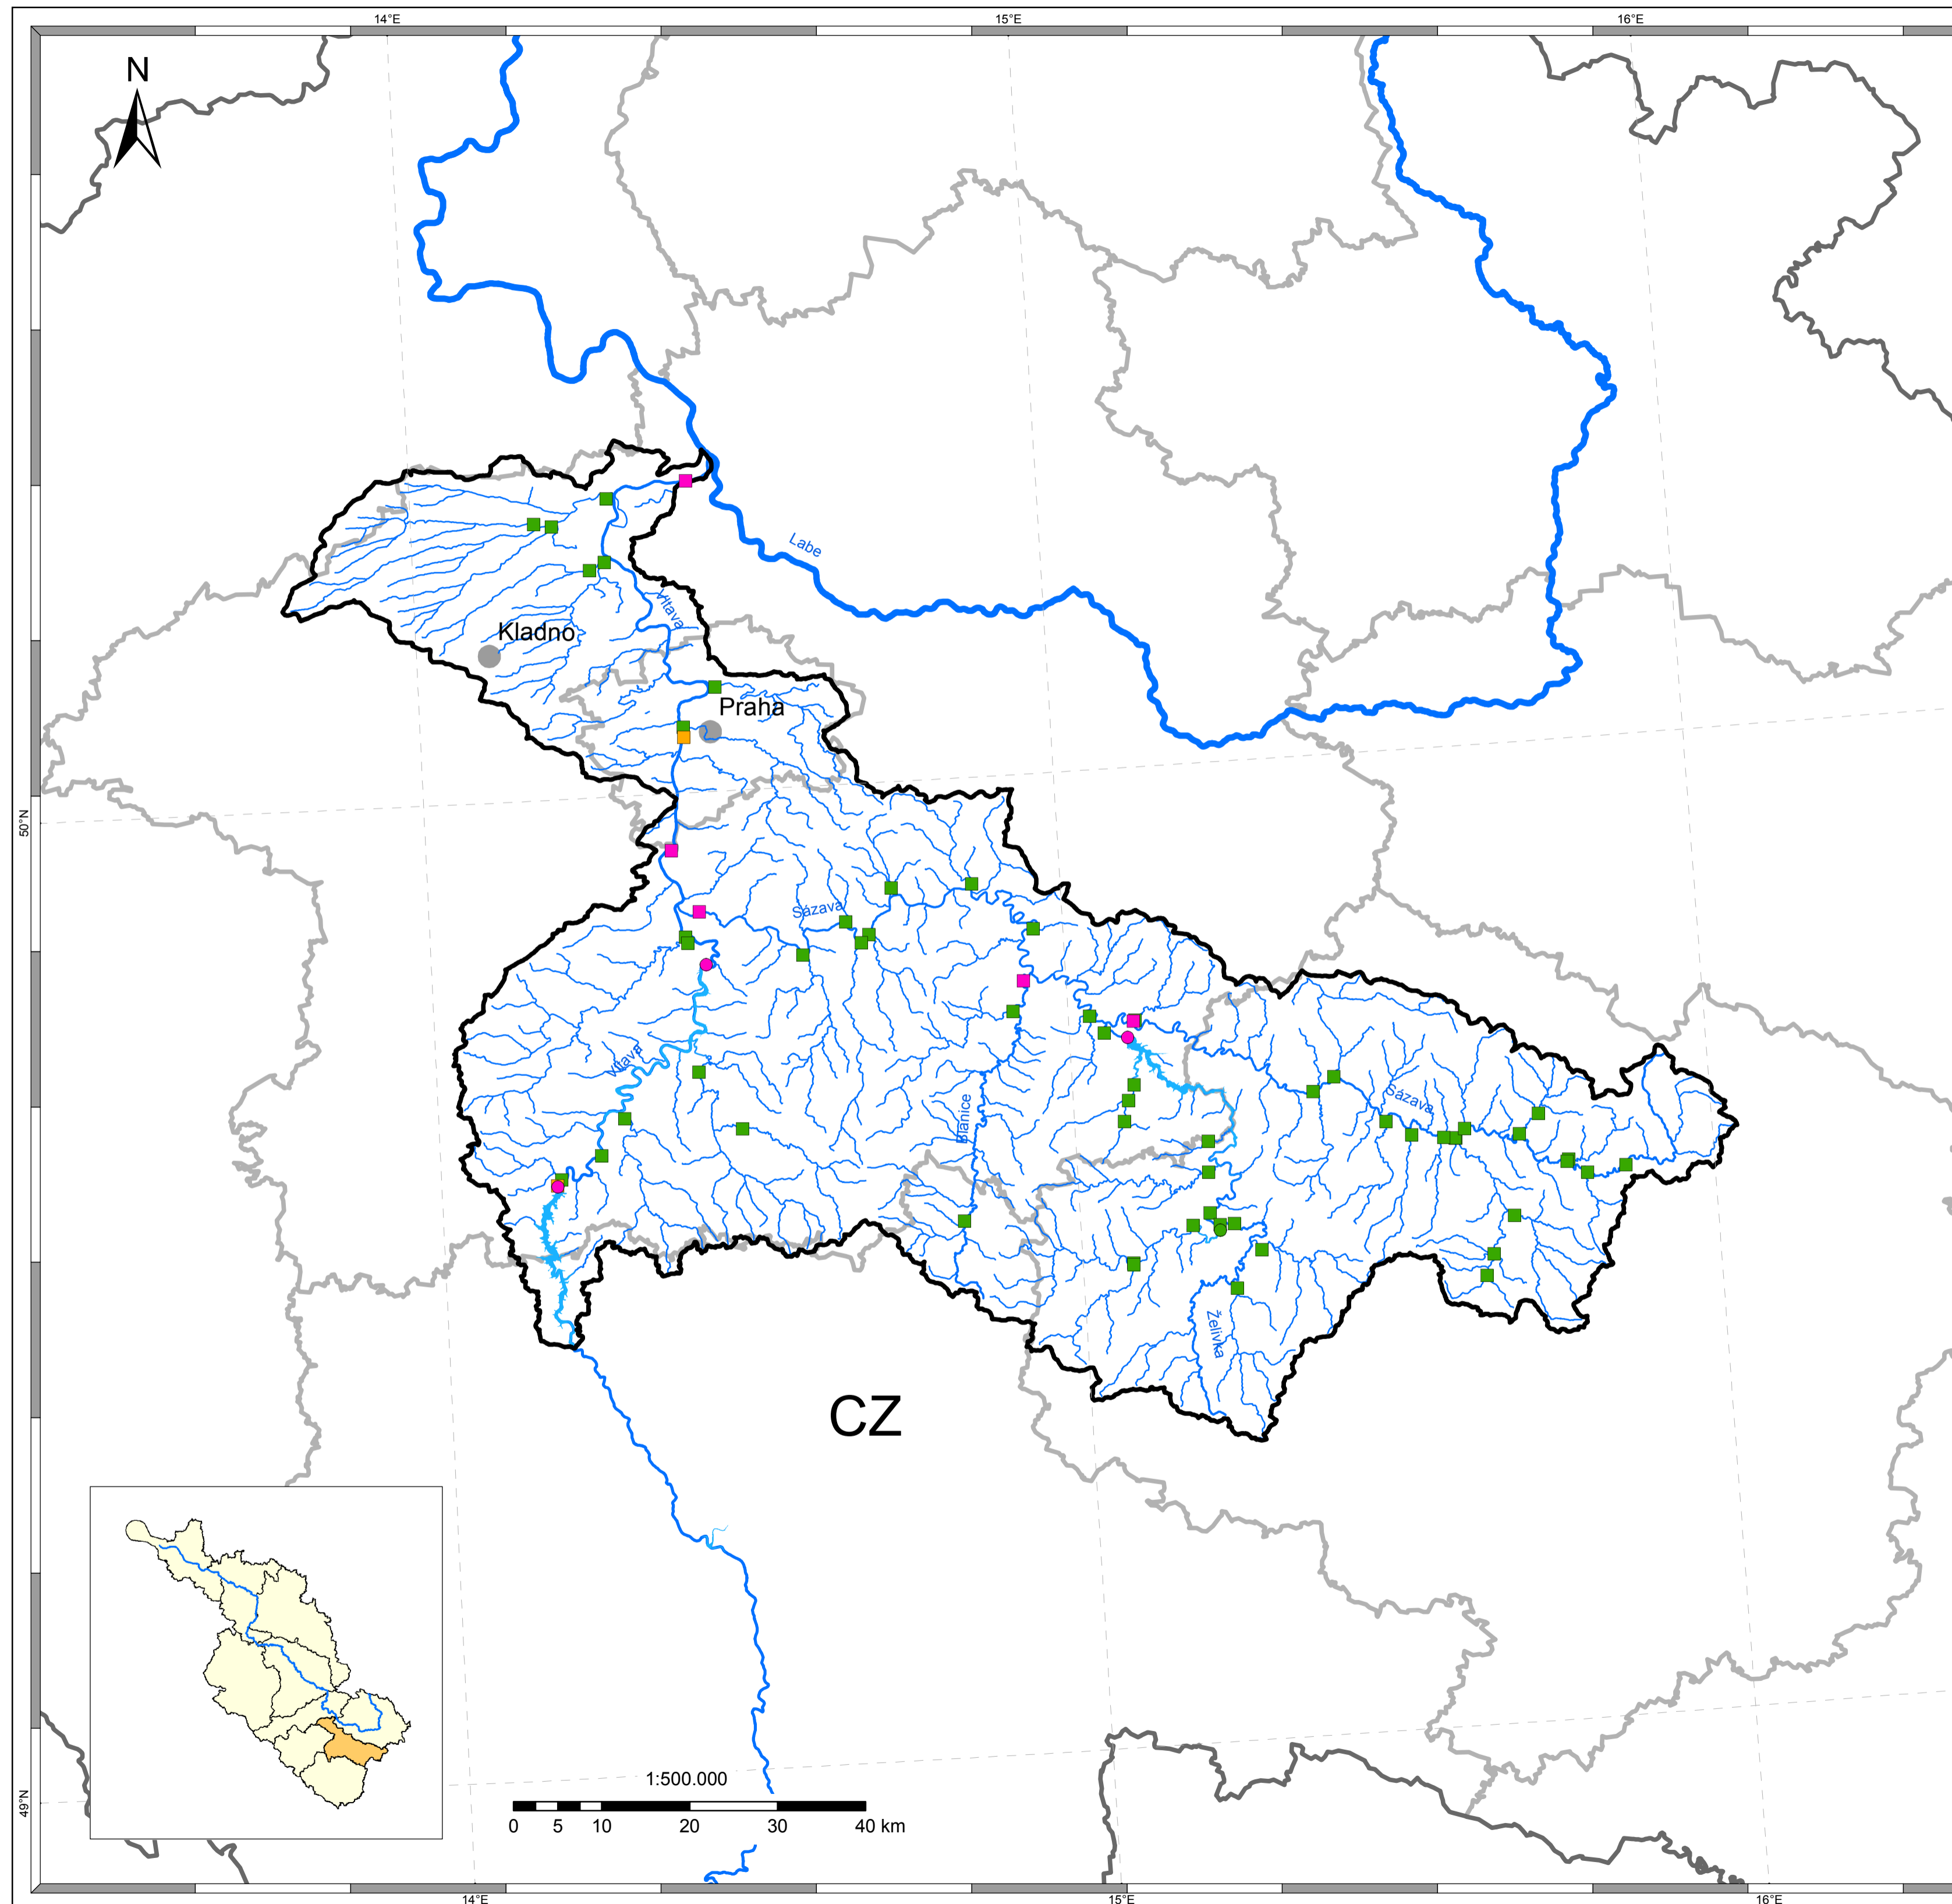 14°E
15°E
16°E
N
Labe
Vltava
Kladno
Praha
50°N
Sázava
Vltava
Sázava
Blanice
Želivka
CZ
1:500.000
0 5 10 20 30 40 km
49°N
14°E
15°E
16°E